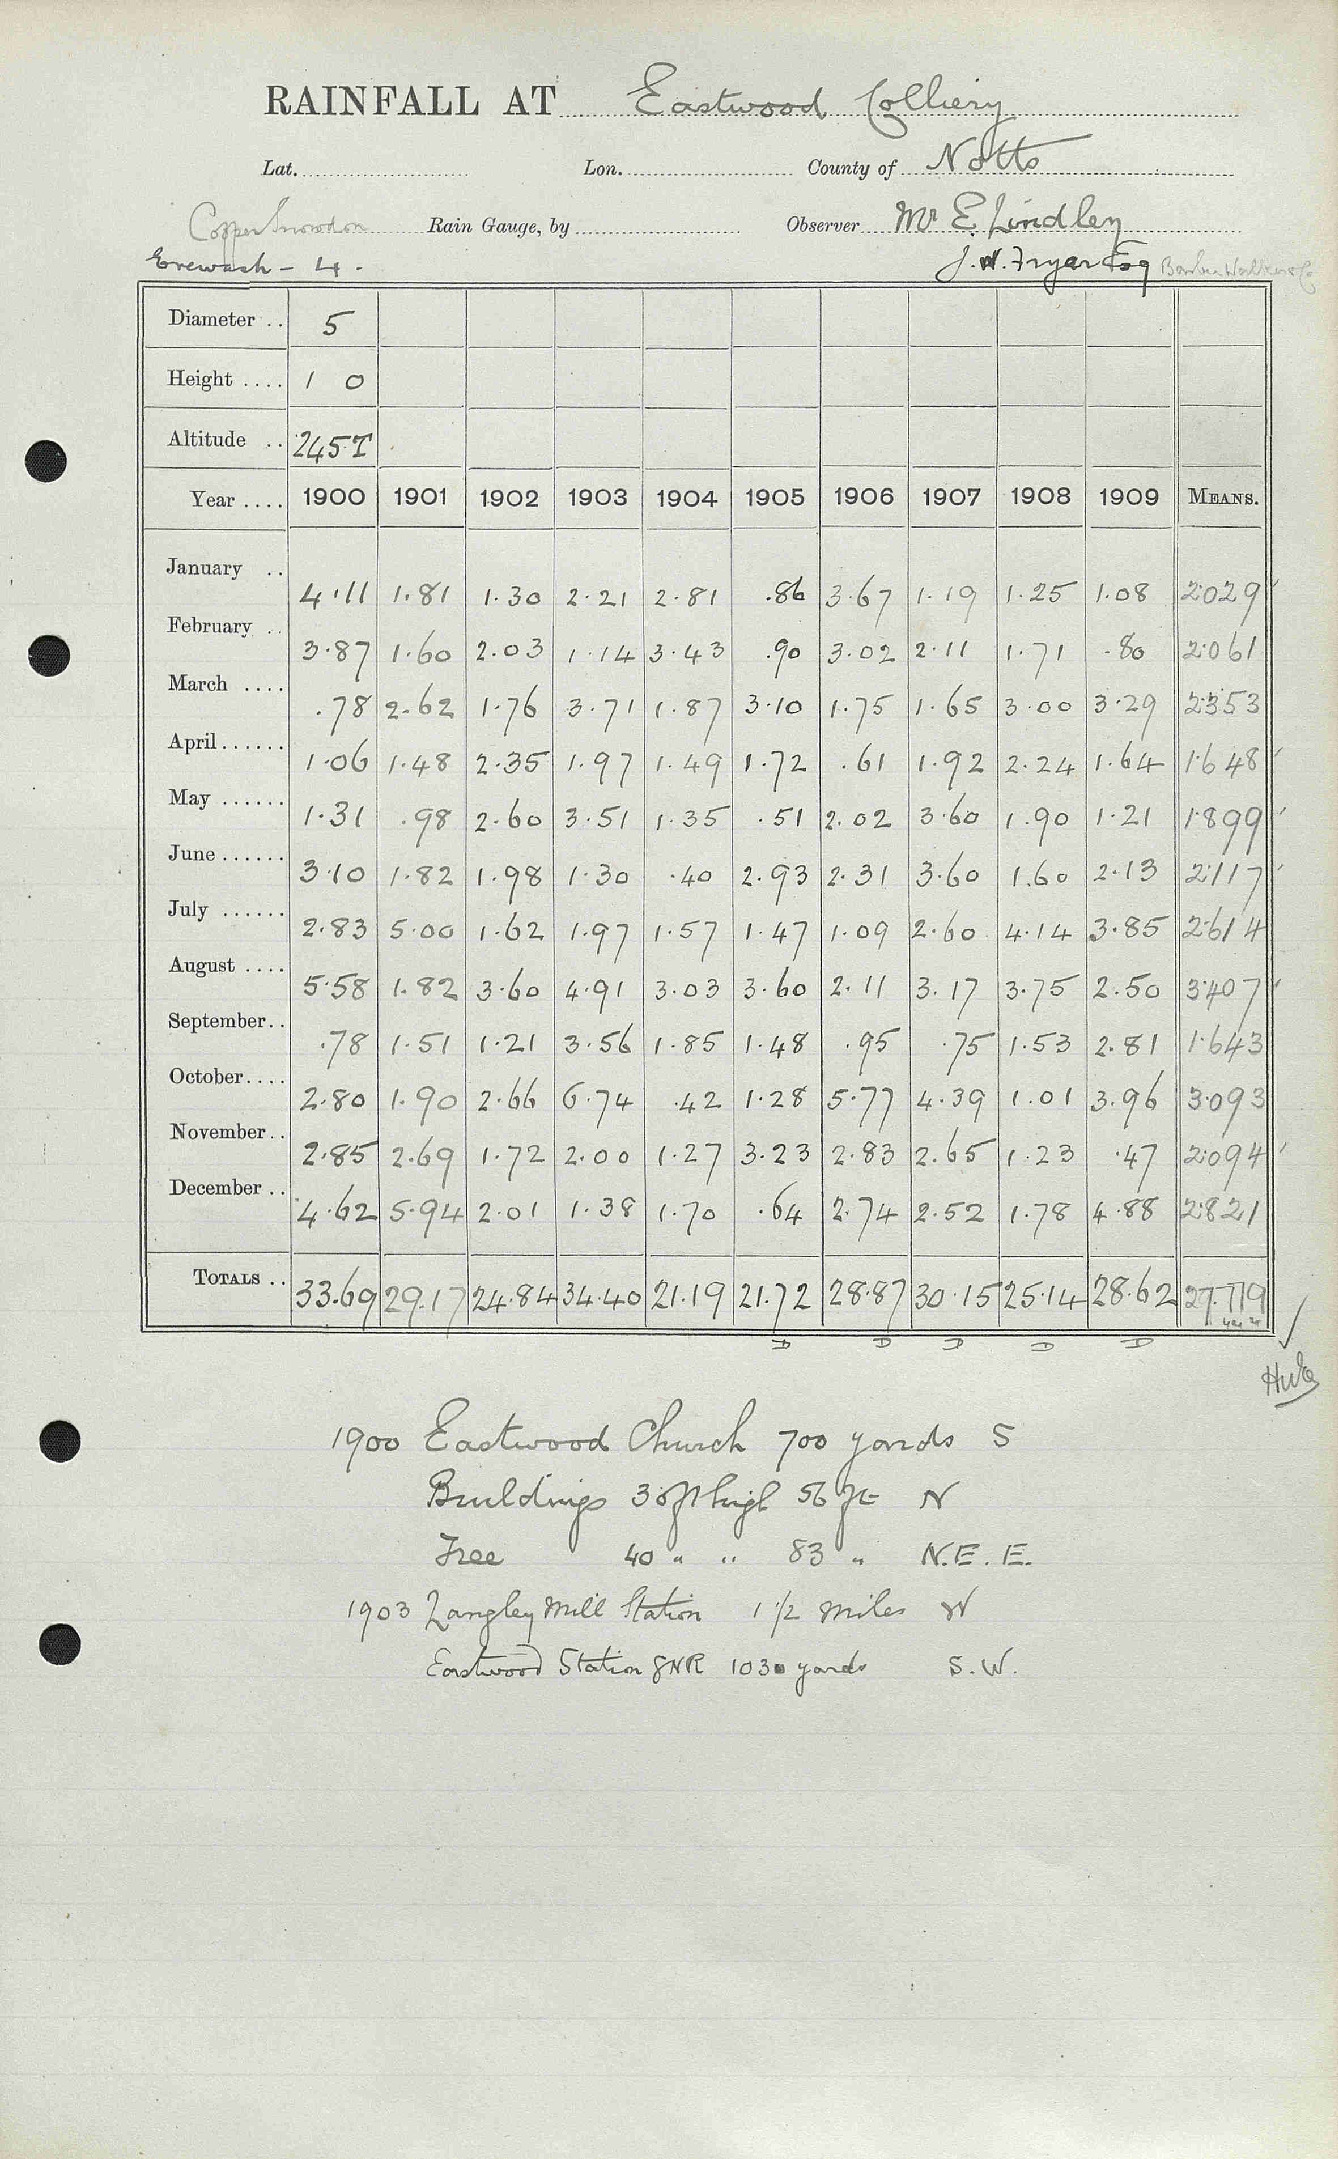 RAINFALL AT Eastwood Colliery
Lat. Lon. County of Notts
Copper Snowdon Rain Gauge, by Observer Mr E. Lindley
Erewash - 4. J. W. Fryar Esq Barber Walker & Co
Diameter .. 5
Height .... 1 0
Altitude .. 245T
Year .... 1900 1901 1902 1903 1904 1905 1906 1907 1908 1909 MEANS.
January .. 4.11 1.81 1.30 2.21 2.81 .86 3.67 1.19 1.25 1.08 2.029
February .. 3.87 1.60 2.03 1.14 3.43 .90 3.02 2.11 1.71 .80 2.061
March .... .78 2.62 1.76 3.71 1.87 3.10 1.75 1.65 3.00 3.29 2.353
April...... 1.06 1.48 2.35 1.97 1.49 1.72 .61 1.92 2.24 1.64 1.648
May ...... 1.31 .98 2.60 3.51 1.35 .51 2.02 3.60 1.90 1.21 1.899
June...... 3.10 1.82 1.98 1.30 .40 2.93 2.31 3.60 1.60 2.13 2.117
July ...... 2.83 5.00 1.62 1.97 1.57 1.47 1.09 2.60 4.14 3.85 2.614
August .... 5.58 1.82 3.60 4.91 3.03 3.60 2.11 3.17 3.75 2.50 3.407
September.. .78 1.51 1.21 3.56 1.85 1.48 .95 .75 1.53 2.81 1.643
October.... 2.80 1.90 2.66 6.74 .42 1.28 5.77 4.39 1.01 3.96 3.093
November.. 2.85 2.69 1.72 2.00 1.27 3.23 2.83 2.65 1.23 .47 2.094
December .. 4.62 5.94 2.01 1.38 1.70 .64 2.74 2.52 1.78 4.88 2.821
TOTALS .. 33.69 29.17 24.84 34.40 21.19 21.72 28.87 30.15 25.14 28.62 27.779
D D D D D
1900 Eastwood Church 700 yards S
Buildings 30ft high 56 ft N
Tree 40 " " 83 " N.E. E.
1903 Langley Mill Station 1 1/2 miles W
Eastwood Station GNR 1030 yards S.W.